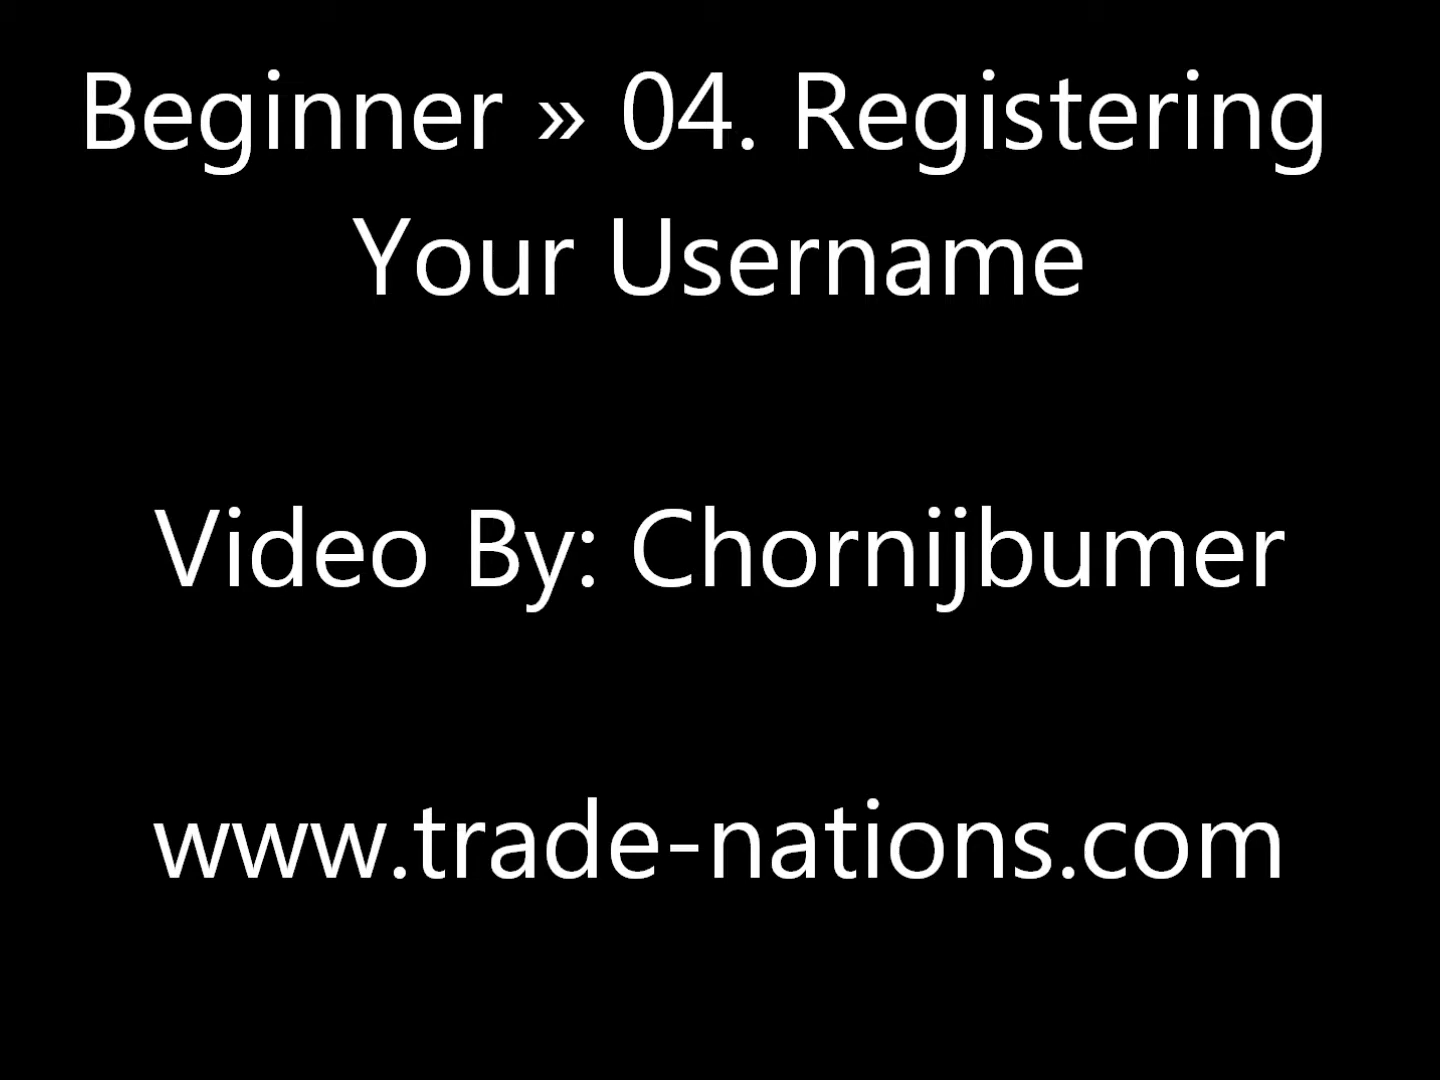 Beginner » 04. Registering
Your Username
Video By: Chornijbumer
www.trade-nations.com